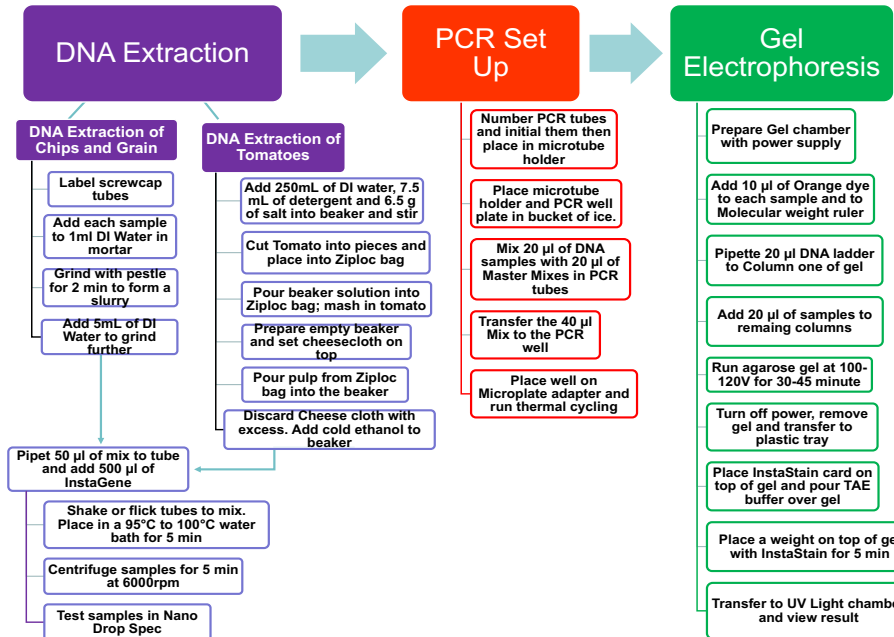 DNA Extraction
PCR Set
Up
Gel
Electrophoresis
DNA Extraction of
Chips and Grain
Label screwcap
tubes
Add each sample
to 1ml DI Water in
mortar
Grind with pestle
for 2 min to form a
slurry
Add 5mL of DI
Water to grind
further
DNA Extraction of
Tomatoes
Add 250mL of DI water, 7.5
mL of detergent and 6.5 g
of salt into beaker and stir
Cut Tomato into pieces and
place into Ziploc bag
Pour beaker solution into
Ziploc bag; mash in tomato
Prepare empty beaker
and set cheesecloth on
top
Pour pulp from Ziploc
bag into the beaker
Discard Cheese cloth with
excess. Add cold ethanol to
beaker
Pipet 50 µl of mix to tube
and add 500 µl of
InstaGene
Shake or flick tubes to mix.
Place in a 95°C to 100°C water
bath for 5 min
Centrifuge samples for 5 min
at 6000rpm
Test samples in Nano
Drop Spec
Number PCR tubes
and initial them then
place in microtube
holder
Place microtube
holder and PCR well
plate in bucket of ice.
Mix 20 µl of DNA
samples with 20 µl of
Master Mixes in PCR
tubes
Transfer the 40 µl
Mix to the PCR
well
Place well on
Microplate adapter and
run thermal cycling
Prepare Gel chamber
with power supply
Add 10 µl of Orange dye
to each sample and to
Molecular weight ruler
Pipette 20 µl DNA ladder
to Column one of gel
Add 20 µl of samples to
remaing columns
Run agarose gel at 100-
120V for 30-45 minute
Turn off power, remove
gel and transfer to
plastic tray
Place InstaStain card on
top of gel and pour TAE
buffer over gel
Place a weight on top of ge
with InstaStain for 5 min
Transfer to UV Light chambe
and view result